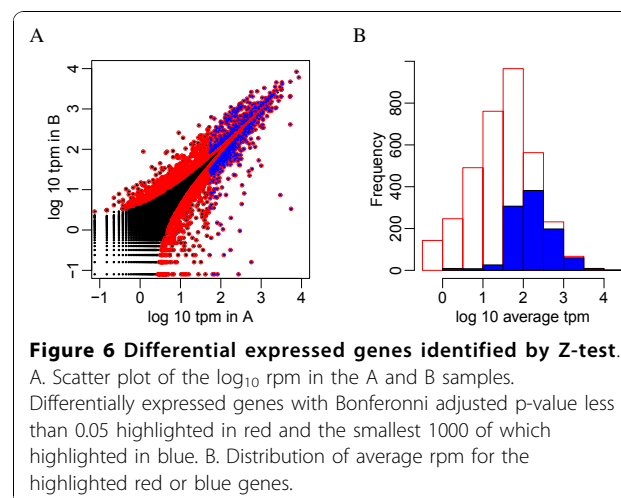 A
B
log 10 tpm in B
4
3
2
1
0
−1
−1 0 1 2 3 4
log 10 tpm in A
Frequency
800
600
400
200
0
0 1 2 3 4
log 10 average tpm
Figure 6 Differential expressed genes identified by Z-test.
A. Scatter plot of the log10 rpm in the A and B samples.
Differentially expressed genes with Bonferonni adjusted p-value less
than 0.05 highlighted in red and the smallest 1000 of which
highlighted in blue. B. Distribution of average rpm for the
highlighted red or blue genes.